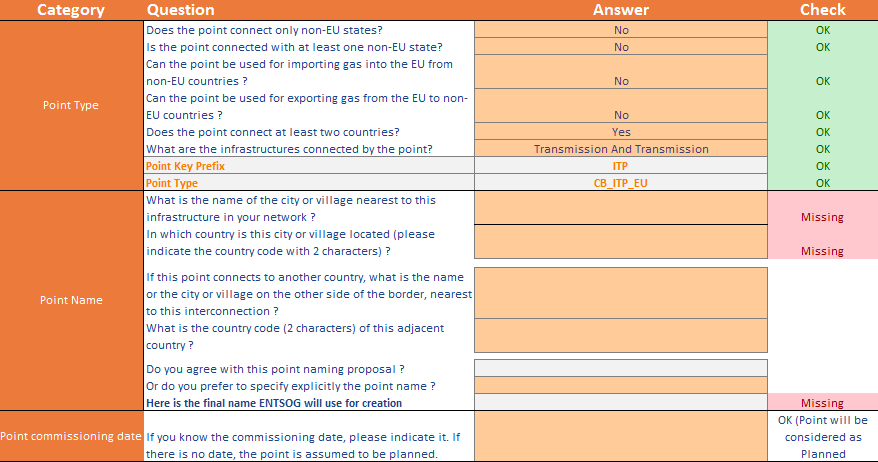 Category Question Answer Check
Does the point connect only non-EU states? No OK
Is the point connected with at least one non-EU state? No OK
Can the point be used for importing gas into the EU from
non-EU countries ? No OK
Can the point be used for exporting gas from the EU to non-
Point Type
EU countries ? No OK
Does the point connect at least two countries? Yes OK
What are the infrastructures connected by the point? Transmission And Transmission OK
Point Key Prefix ITP OK
Point Type CB_ITP_EU OK
What is the name of the city or village nearest to this
infrastructure in your network ? Missing
In which country is this city or village located (please
indicate the country code with 2 characters) ? Missing
If this point connects to another country, what is the name
or the city or village on the other side of the border, nearest
Point Name
to this interconnection ?
What is the country code (2 characters) of this adjacent
country ?
Do you agree with this point naming proposal ?
Or do you prefer to specify explicitly the point name ?
Here is the final name ENTSOG will use for creation Missing
OK (Point will be
Point commissioning date If you know the commissioning date, please indicate it. If considered as
there is no date, the point is assumed to be planned. Planned